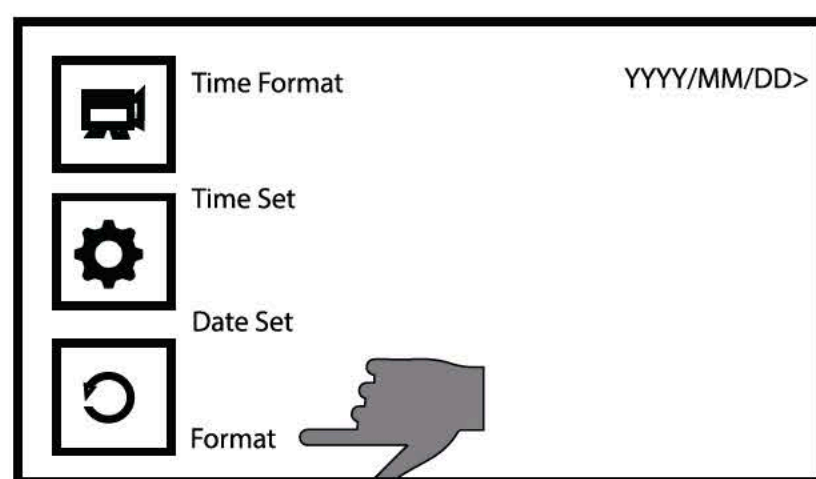 Time Format YYYY/MM/DD>
Time Set
Date Set
Format